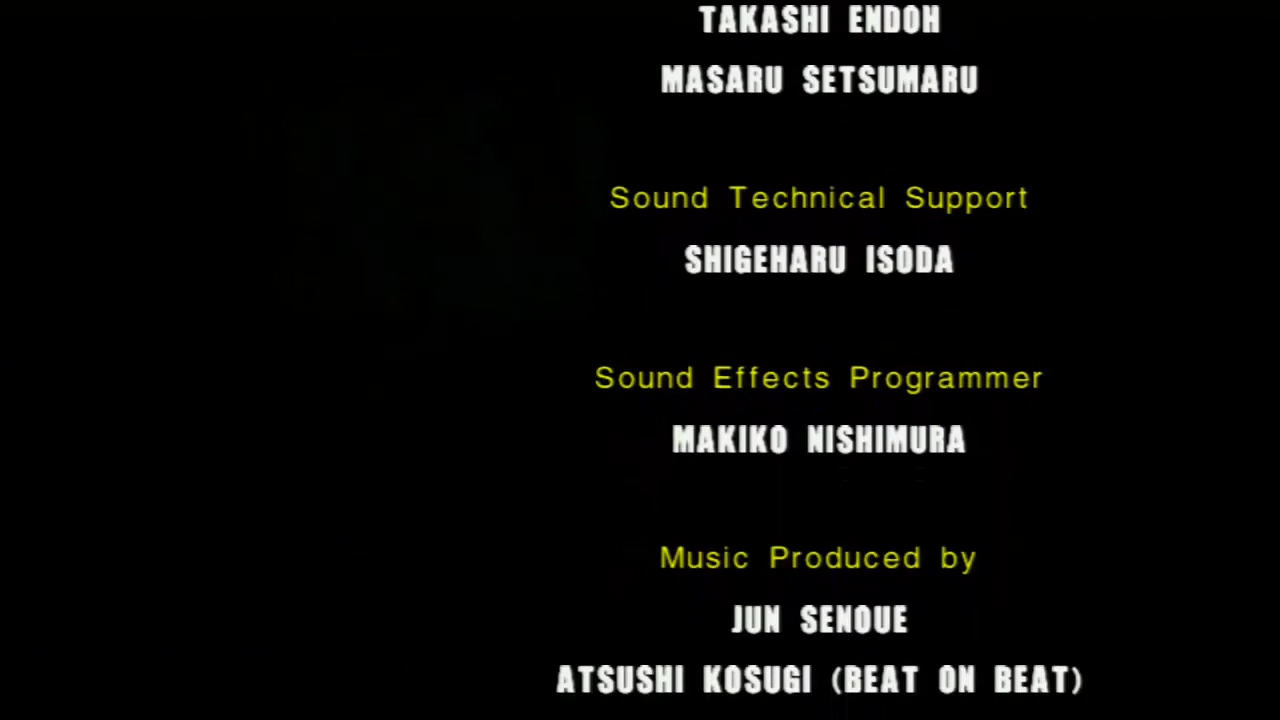 TAKASHI ENDOH
MASARU SETSUMARU
Sound Technical Support
SHIGEHARU ISODA
Sound Effects Programmer
MAKIKO NISHIMURA
Music Produced by
JUN SENOUE
ATSUSHI KOSUGI (BEAT ON BEAT)